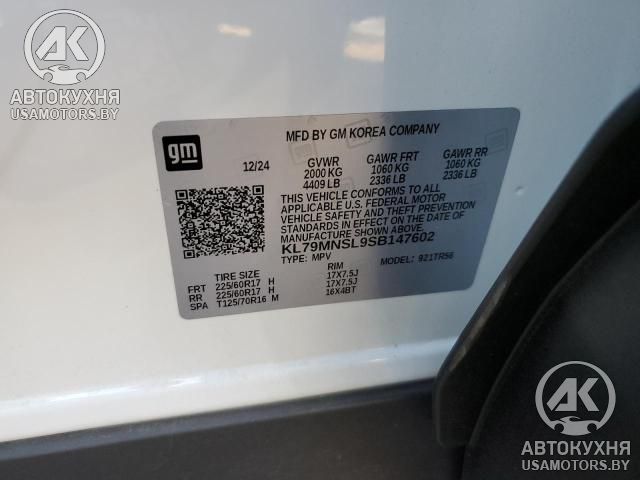 AK
АВТОКУХНЯ
USAMOTORS.BY
MFD BY GM KOREA COMPANY
gm
12/24 GVWR GAWR FRT GAWR RR
2000 KG 1060 KG 1060 KG
4409 LB 2336 LB 2336 LB
THIS VEHICLE CONFORMS TO ALL
APPLICABLE U.S. FEDERAL MOTOR
VEHICLE SAFETY AND THEFT PREVENTION
STANDARDS IN EFFECT ON THE DATE OF
MANUFACTURE SHOWN ABOVE.
KL79MNSL9SB147602
TYPE: MPV MODEL: 921TR56
TIRE SIZE RIM
FRT 225/60R17 H 17X7.5J
RR 225/60R17 H 17X7.5J
SPA T125/70R16 M 16X4BT
AK
АВТОКУХНЯ
USAMOTORS.BY